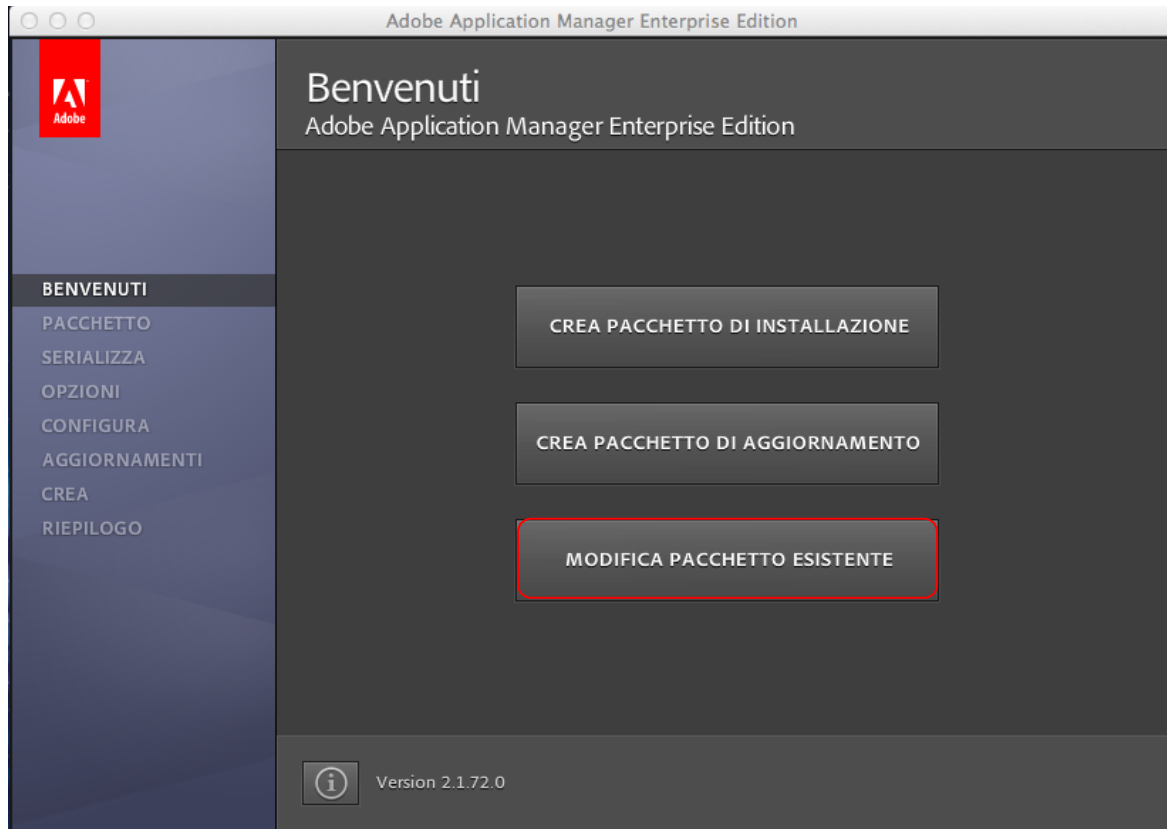 Adobe Application Manager Enterprise Edition
Adobe
Benvenuti
Adobe Application Manager Enterprise Edition
BENVENUTI
PACCHETTO
SERIALIZZA
OPZIONI
CONFIGURA
AGGIORNAMENTI
CREA
RIEPILOGO
CREA PACCHETTO DI INSTALLAZIONE
CREA PACCHETTO DI AGGIORNAMENTO
MODIFICA PACCHETTO ESISTENTE
Version 2.1.72.0